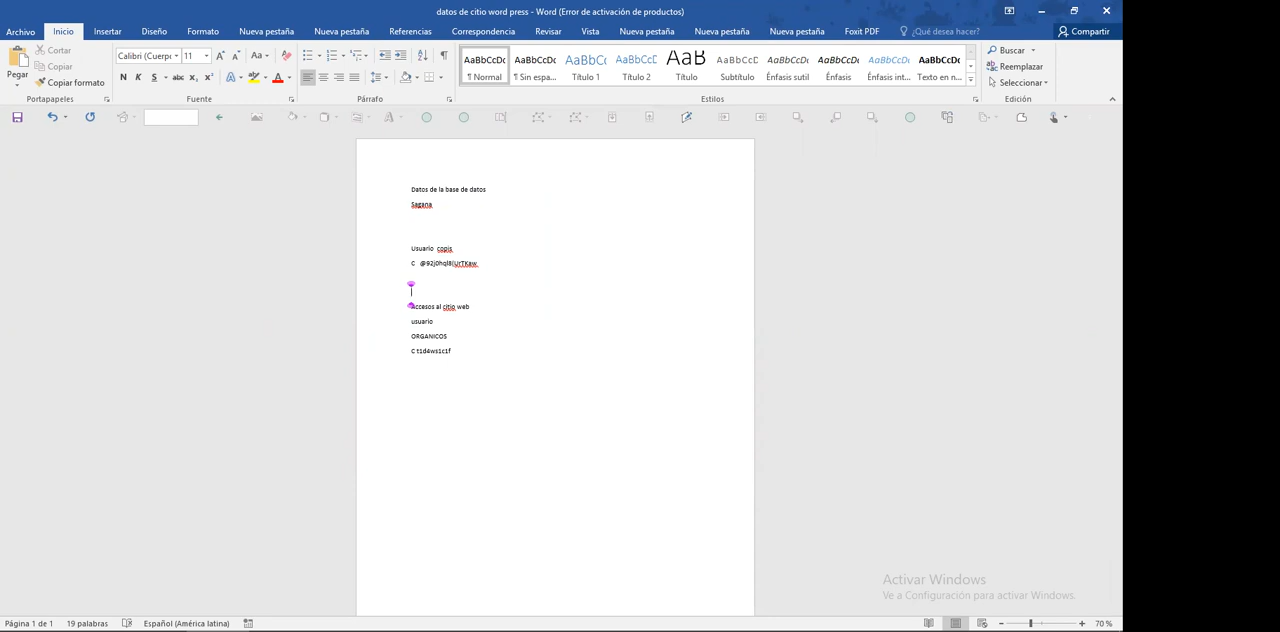 datos de citio word press - Word (Error de activación de productos)
Archivo Inicio Insertar Diseño Formato Nueva pestaña Nueva pestaña Referencias Correspondencia Revisar Vista Nueva pestaña Nueva pestaña Nueva pestaña Foxit PDF ¿Qué desea hacer? Compartir
Pegar
Cortar
Copiar
Copiar formato
Portapapeles
Calibri (Cuerp 11
Fuente
Párrafo
AaBbCcDc AaBbCcDc AaBbCc AaBbCcD AaB AaBbCcD AaBbCcDc AaBbCcDc AaBbCcDc AaBbCcDc
¶ Normal ¶ Sin espa... Título 1 Título 2 Título Subtítulo Énfasis sutil Énfasis Énfasis int... Texto en n...
Estilos
Buscar
Reemplazar
Seleccionar
Edición
Datos de la base de datos
Sagana
Usuario copis
C @92j0hql8(UrTKaw
Accesos al citio web
usuario
ORGANICOS
C t1d4ws1c1f
Activar Windows
Ve a Configuración para activar Windows.
Página 1 de 1 19 palabras Español (América latina) 70 %